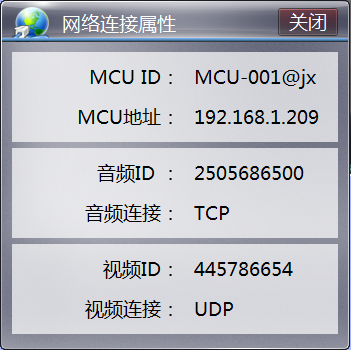 网络连接属性 关闭
MCU ID： MCU-001@jx
MCU地址： 192.168.1.209
音频ID ： 2505686500
音频连接： TCP
视频ID： 445786654
视频连接： UDP